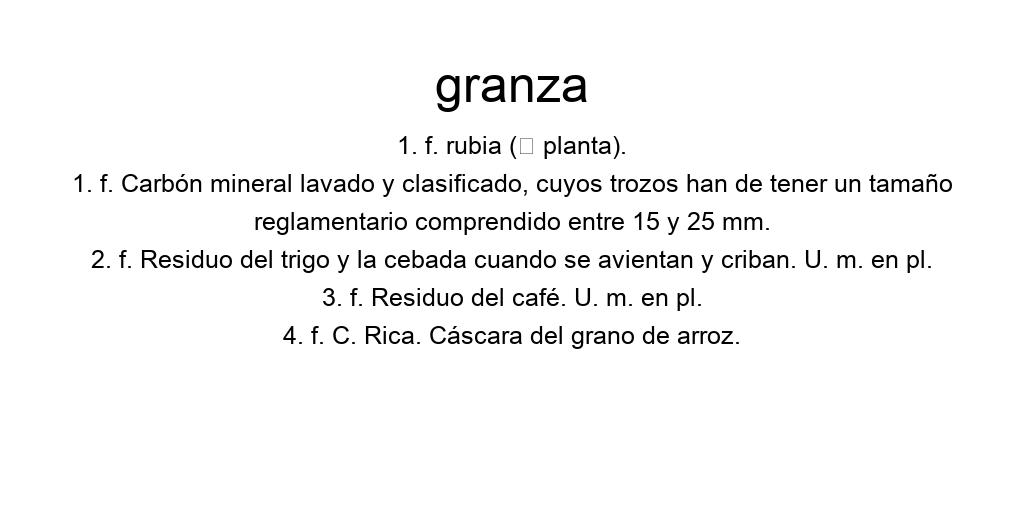 granza
1. f. rubia (□ planta).
1. f. Carbón mineral lavado y clasificado, cuyos trozos han de tener un tamaño
reglamentario comprendido entre 15 y 25 mm.
2. f. Residuo del trigo y la cebada cuando se avientan y criban. U. m. en pl.
3. f. Residuo del café. U. m. en pl.
4. f. C. Rica. Cáscara del grano de arroz.